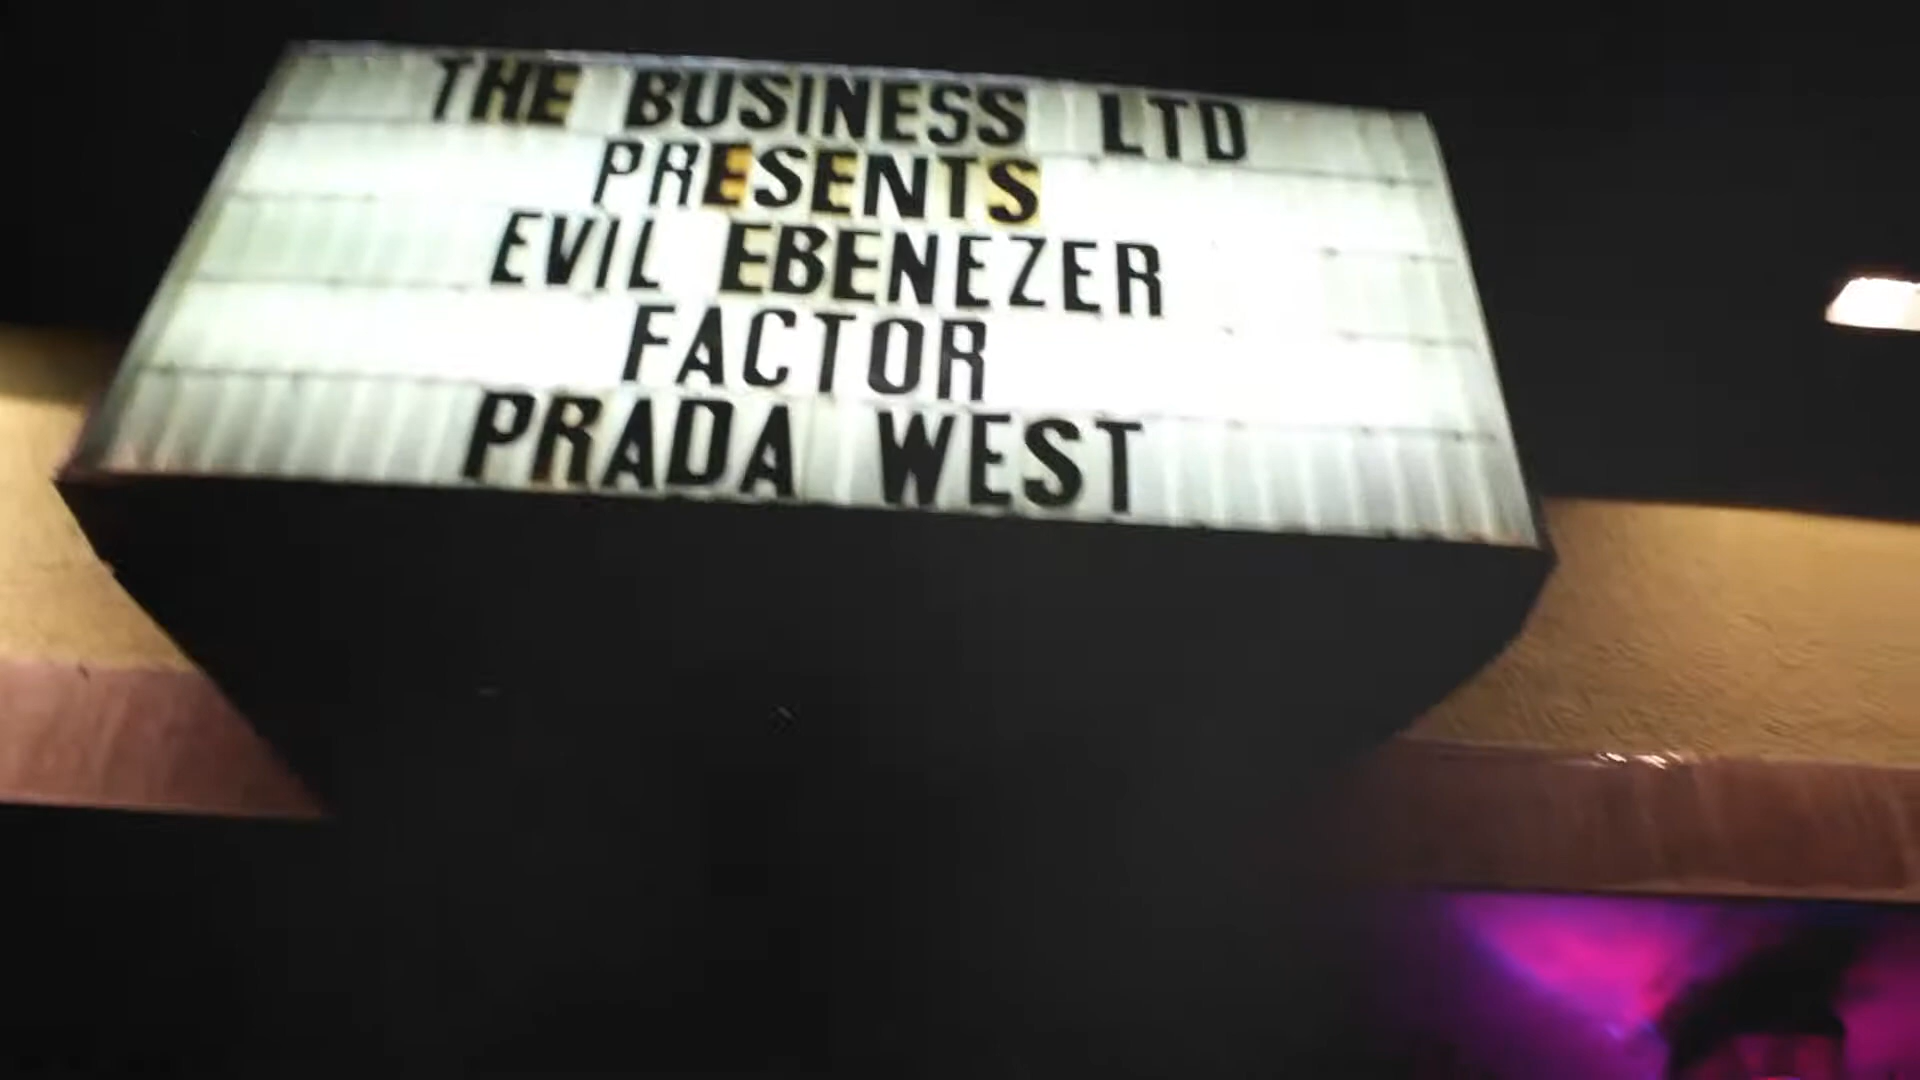 THE BUSINESS LTD
PRESENTS
EVIL EBENEZER
FACTOR
PRADA WEST